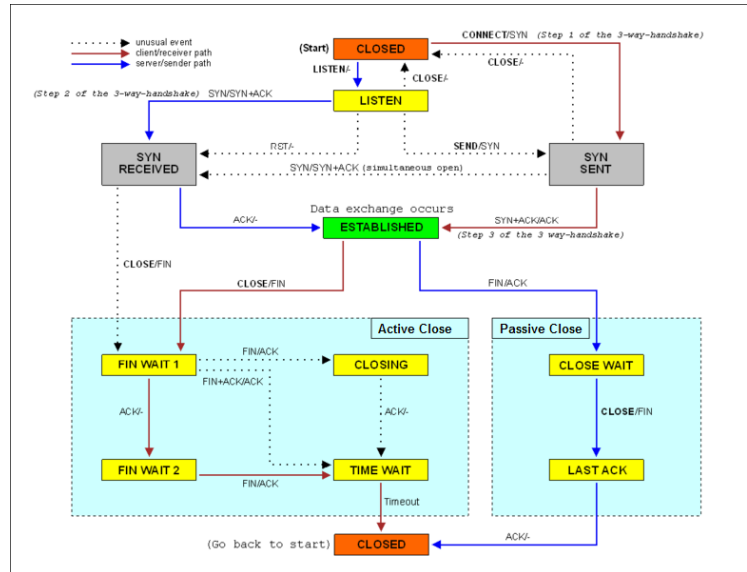 unusual event
client/receiver path
server/sender path
(Start)
CLOSED
CONNECT/SYN (Step 1 of the 3-way-handshake)
CLOSE/-
LISTEN/-
CLOSE/-
(Step 2 of the 3-way-handshake) SYN/SYN+ACK
LISTEN
RST/-
SEND/SYN
SYN
RECEIVED
SYN/SYN+ACK (simultaneous open)
SYN
SENT
Data exchange occurs
ACK/-
ESTABLISHED
SYN+ACK/ACK
(Step 3 of the 3 way-handshake)
CLOSE/FIN
CLOSE/FIN
FIN/ACK
Active Close
Passive Close
FIN WAIT 1
FIN/ACK
CLOSING
CLOSE WAIT
FIN+ACK/ACK
ACK/-
ACK/-
CLOSE/FIN
FIN WAIT 2
FIN/ACK
TIME WAIT
LAST ACK
Timeout
(Go back to start)
CLOSED
ACK/-